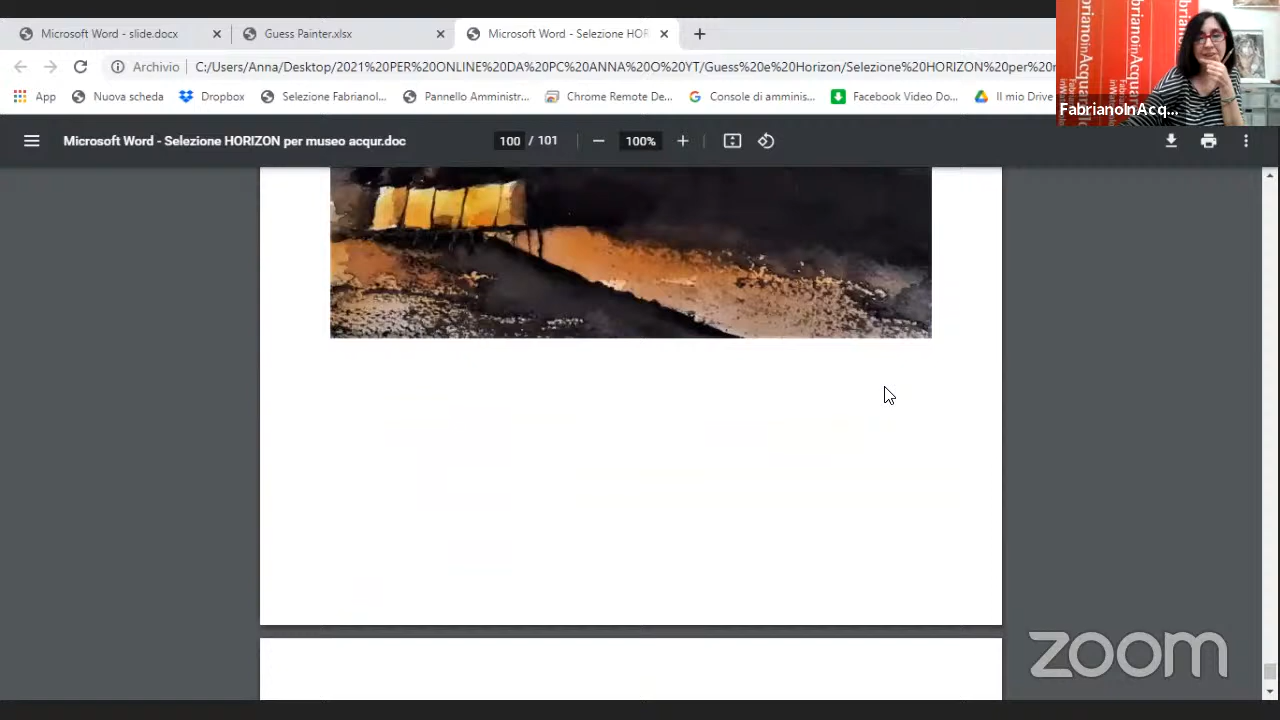 Microsoft Word - slide.docx
Guess Painter.xlsx
Microsoft Word - Selezione HOR
Archivio
C:/Users/Anna/Desktop/2021%20PER%20ONLINE%20DA%20PC%20ANNA%20O%20YT/Guess%20e%20Horizon/Selezione%20HORIZON%20per%20
App
Nuova scheda
Dropbox
Selezione Fabrianol...
Pannello Amministr...
Chrome Remote De...
Console di amminis...
Facebook Video Do...
Il mio Drive
Microsoft Word - Selezione HORIZON per museo acqur.doc
100 / 101
100%
FabrianoInAcq...
zoom